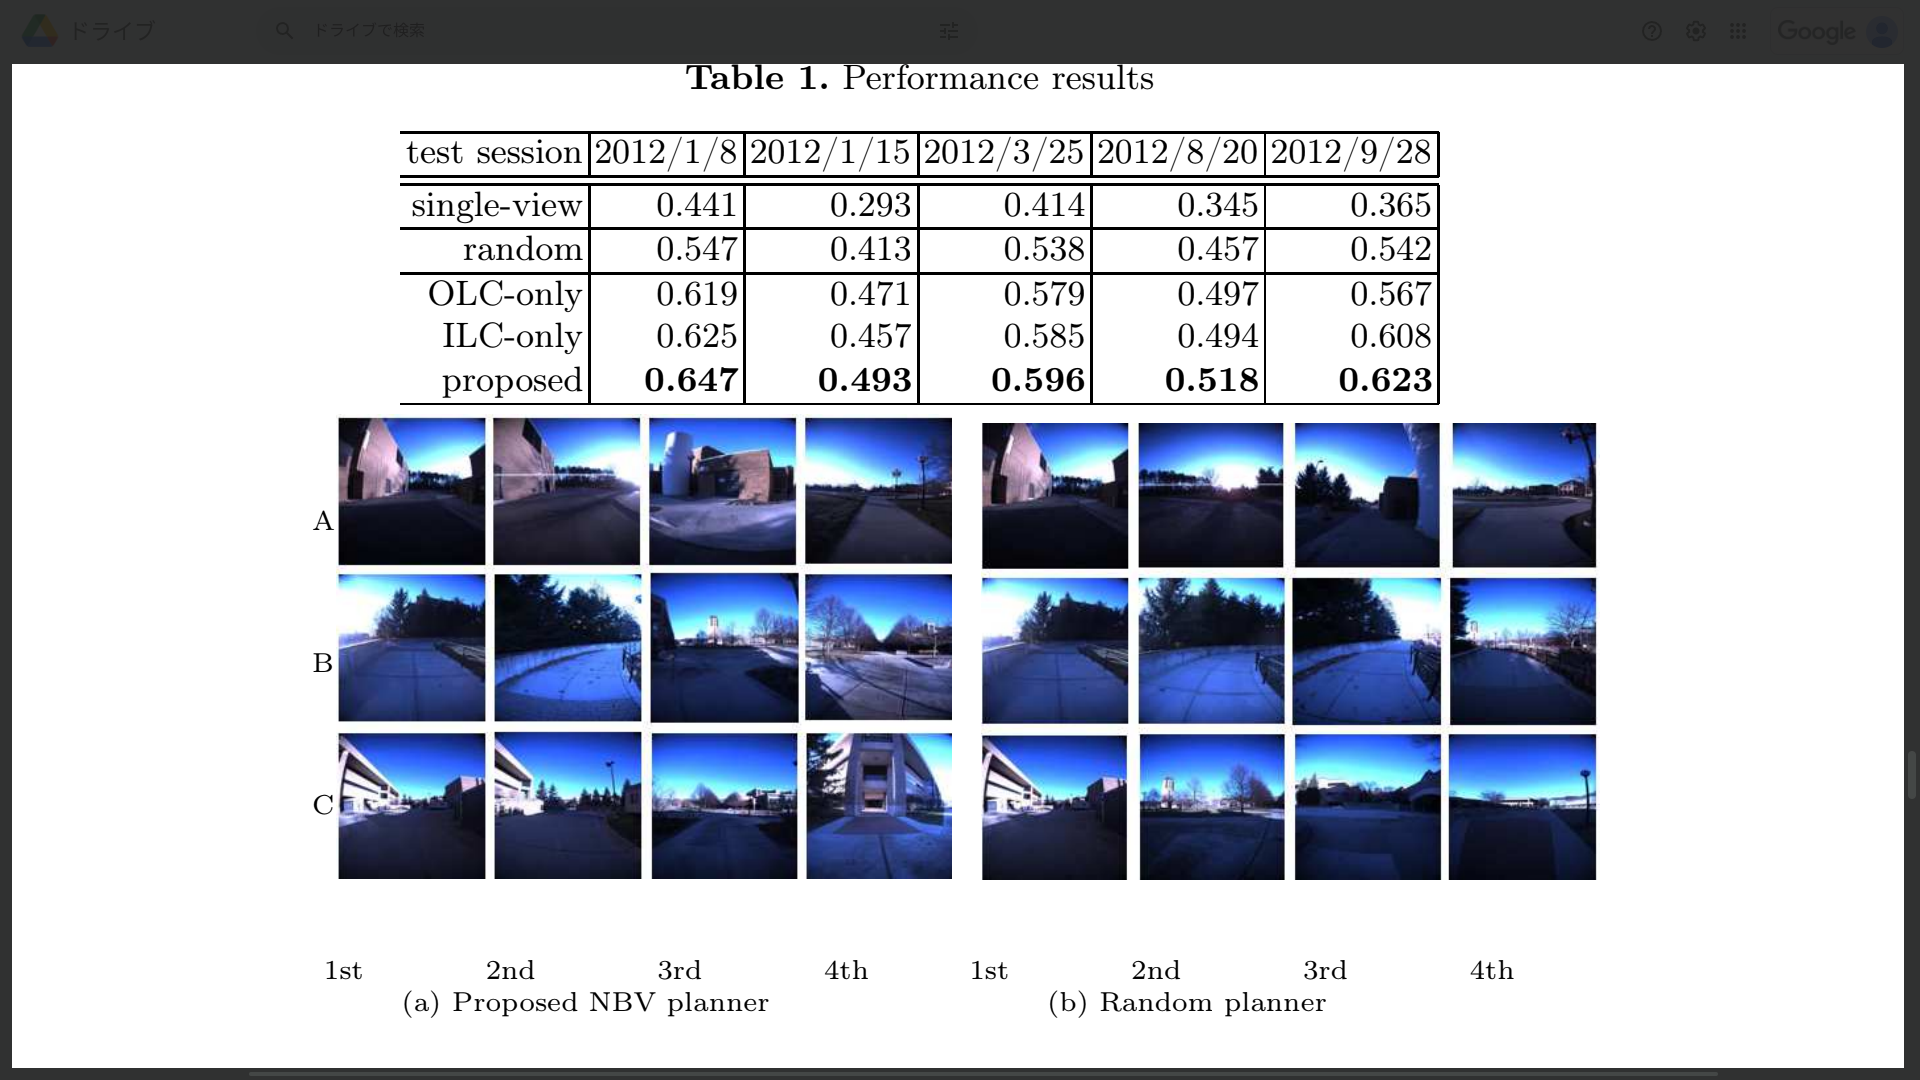 ドライブ
ドライブで検索
Google
Table 1. Performance results
test session 2012/1/8 2012/1/15 2012/3/25 2012/8/20 2012/9/28
single-view 0.441 0.293 0.414 0.345 0.365
random 0.547 0.413 0.538 0.457 0.542
OLC-only 0.619 0.471 0.579 0.497 0.567
ILC-only 0.625 0.457 0.585 0.494 0.608
proposed 0.647 0.493 0.596 0.518 0.623
A
B
C
1st 2nd 3rd 4th 1st 2nd 3rd 4th
(a) Proposed NBV planner (b) Random planner